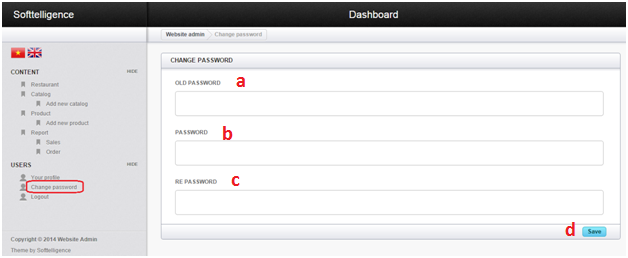 Softtelligence
Dashboard
Website admin
Change password
CONTENT
HIDE
Restaurant
Catalog
Add new catalog
Product
Add new product
Report
Sales
Order
USERS
HIDE
Your profile
Change password
Logout
Copyright © 2014 Website Admin
Theme by Softtelligence
CHANGE PASSWORD
OLD PASSWORD a
PASSWORD b
RE PASSWORD c
d Save